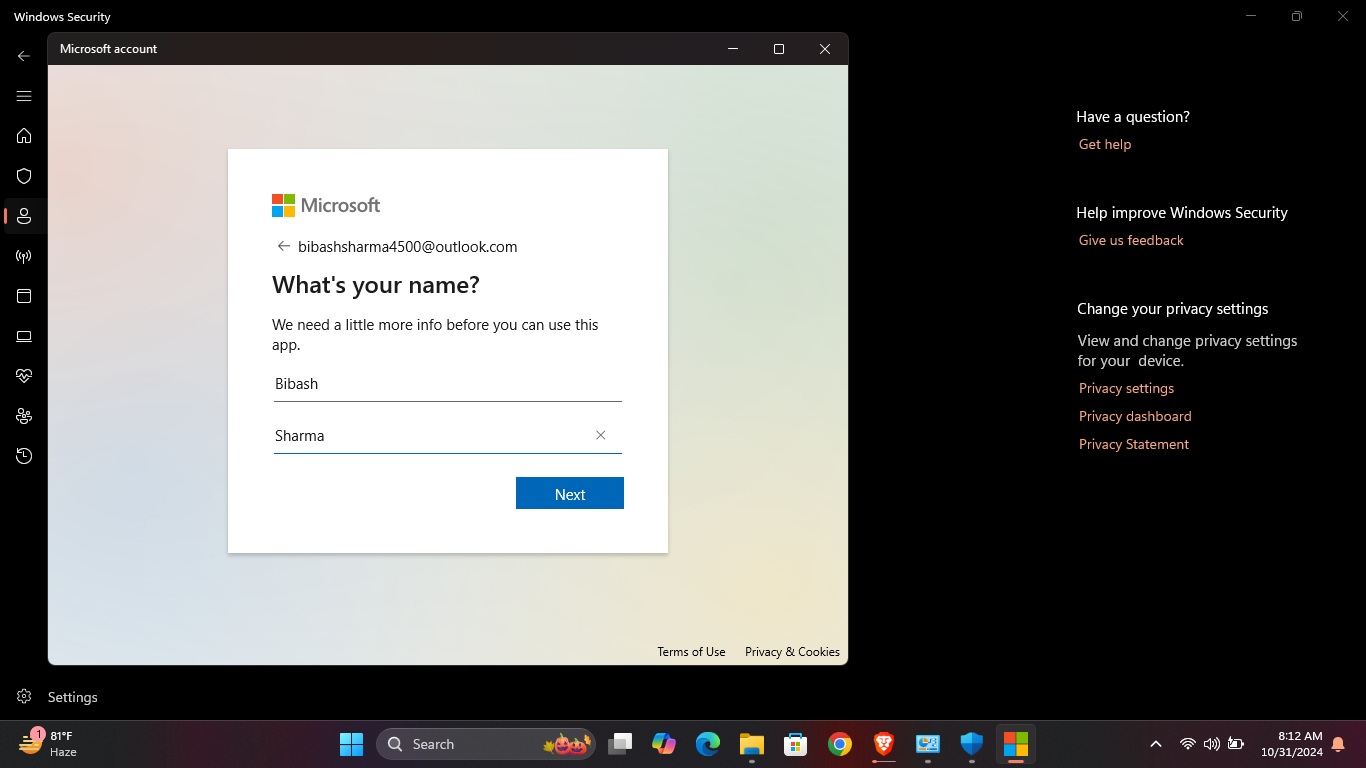 Windows Security
Microsoft account
Microsoft
bibashsharma4500@outlook.com
What's your name?
We need a little more info before you can use this
app.
Bibash
Sharma
Next
Terms of Use
Privacy & Cookies
Have a question?
Get help
Help improve Windows Security
Give us feedback
Change your privacy settings
View and change privacy settings
for your  device.
Privacy settings
Privacy dashboard
Privacy Statement
Settings
1
81°F
Haze
Search
8:12 AM
10/31/2024